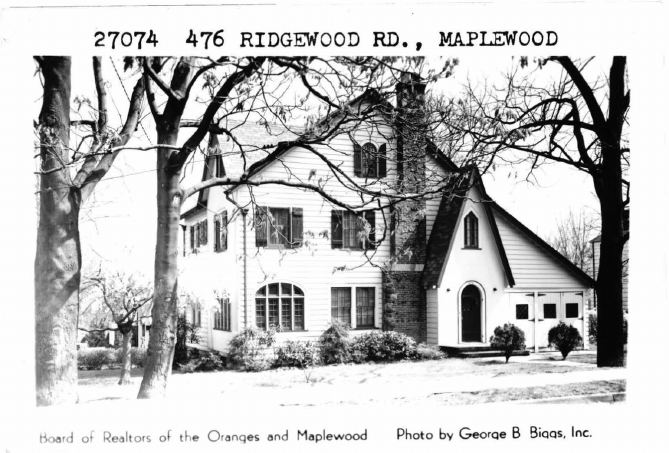 27074 476 RIDGEWOOD RD., MAPLEWOOD
Board of Realtors of the Oranges and Maplewood Photo by George B Biggs, Inc.